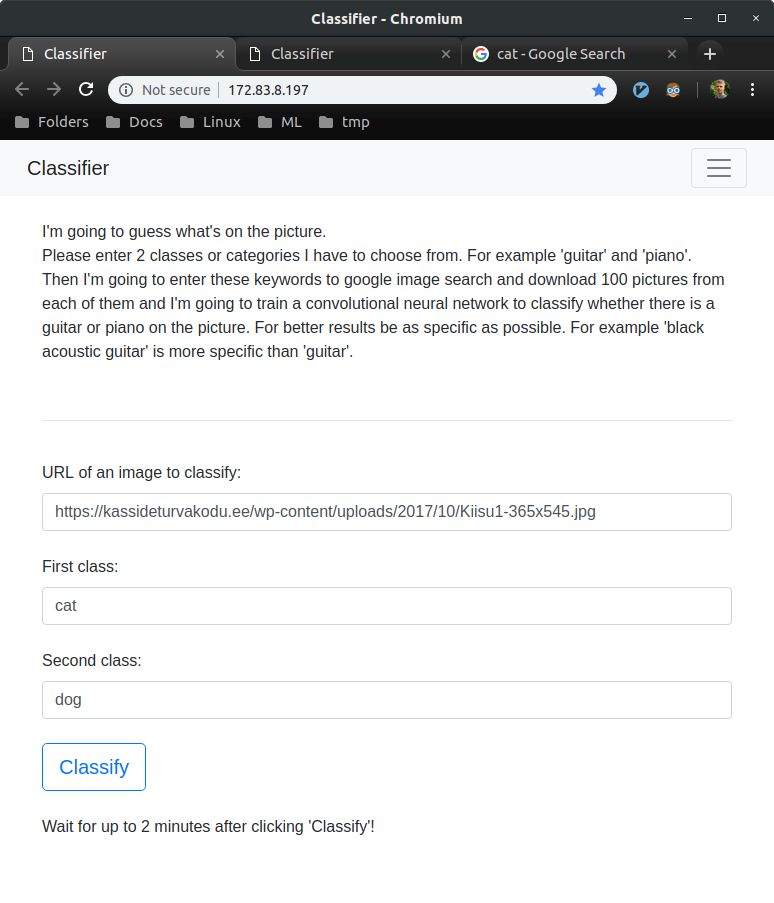 Classifier - Chromium
Classifier
Classifier
cat - Google Search
Not secure
172.83.8.197
Folders
Docs
Linux
ML
tmp
Classifier
I'm going to guess what's on the picture.
Please enter 2 classes or categories I have to choose from. For example 'guitar' and 'piano'.
Then I'm going to enter these keywords to google image search and download 100 pictures from
each of them and I'm going to train a convolutional neural network to classify whether there is a
guitar or piano on the picture. For better results be as specific as possible. For example 'black
acoustic guitar' is more specific than 'guitar'.
URL of an image to classify:
https://kassideturvakodu.ee/wp-content/uploads/2017/10/Kiisu1-365x545.jpg
First class:
cat
Second class:
dog
Classify
Wait for up to 2 minutes after clicking 'Classify'!